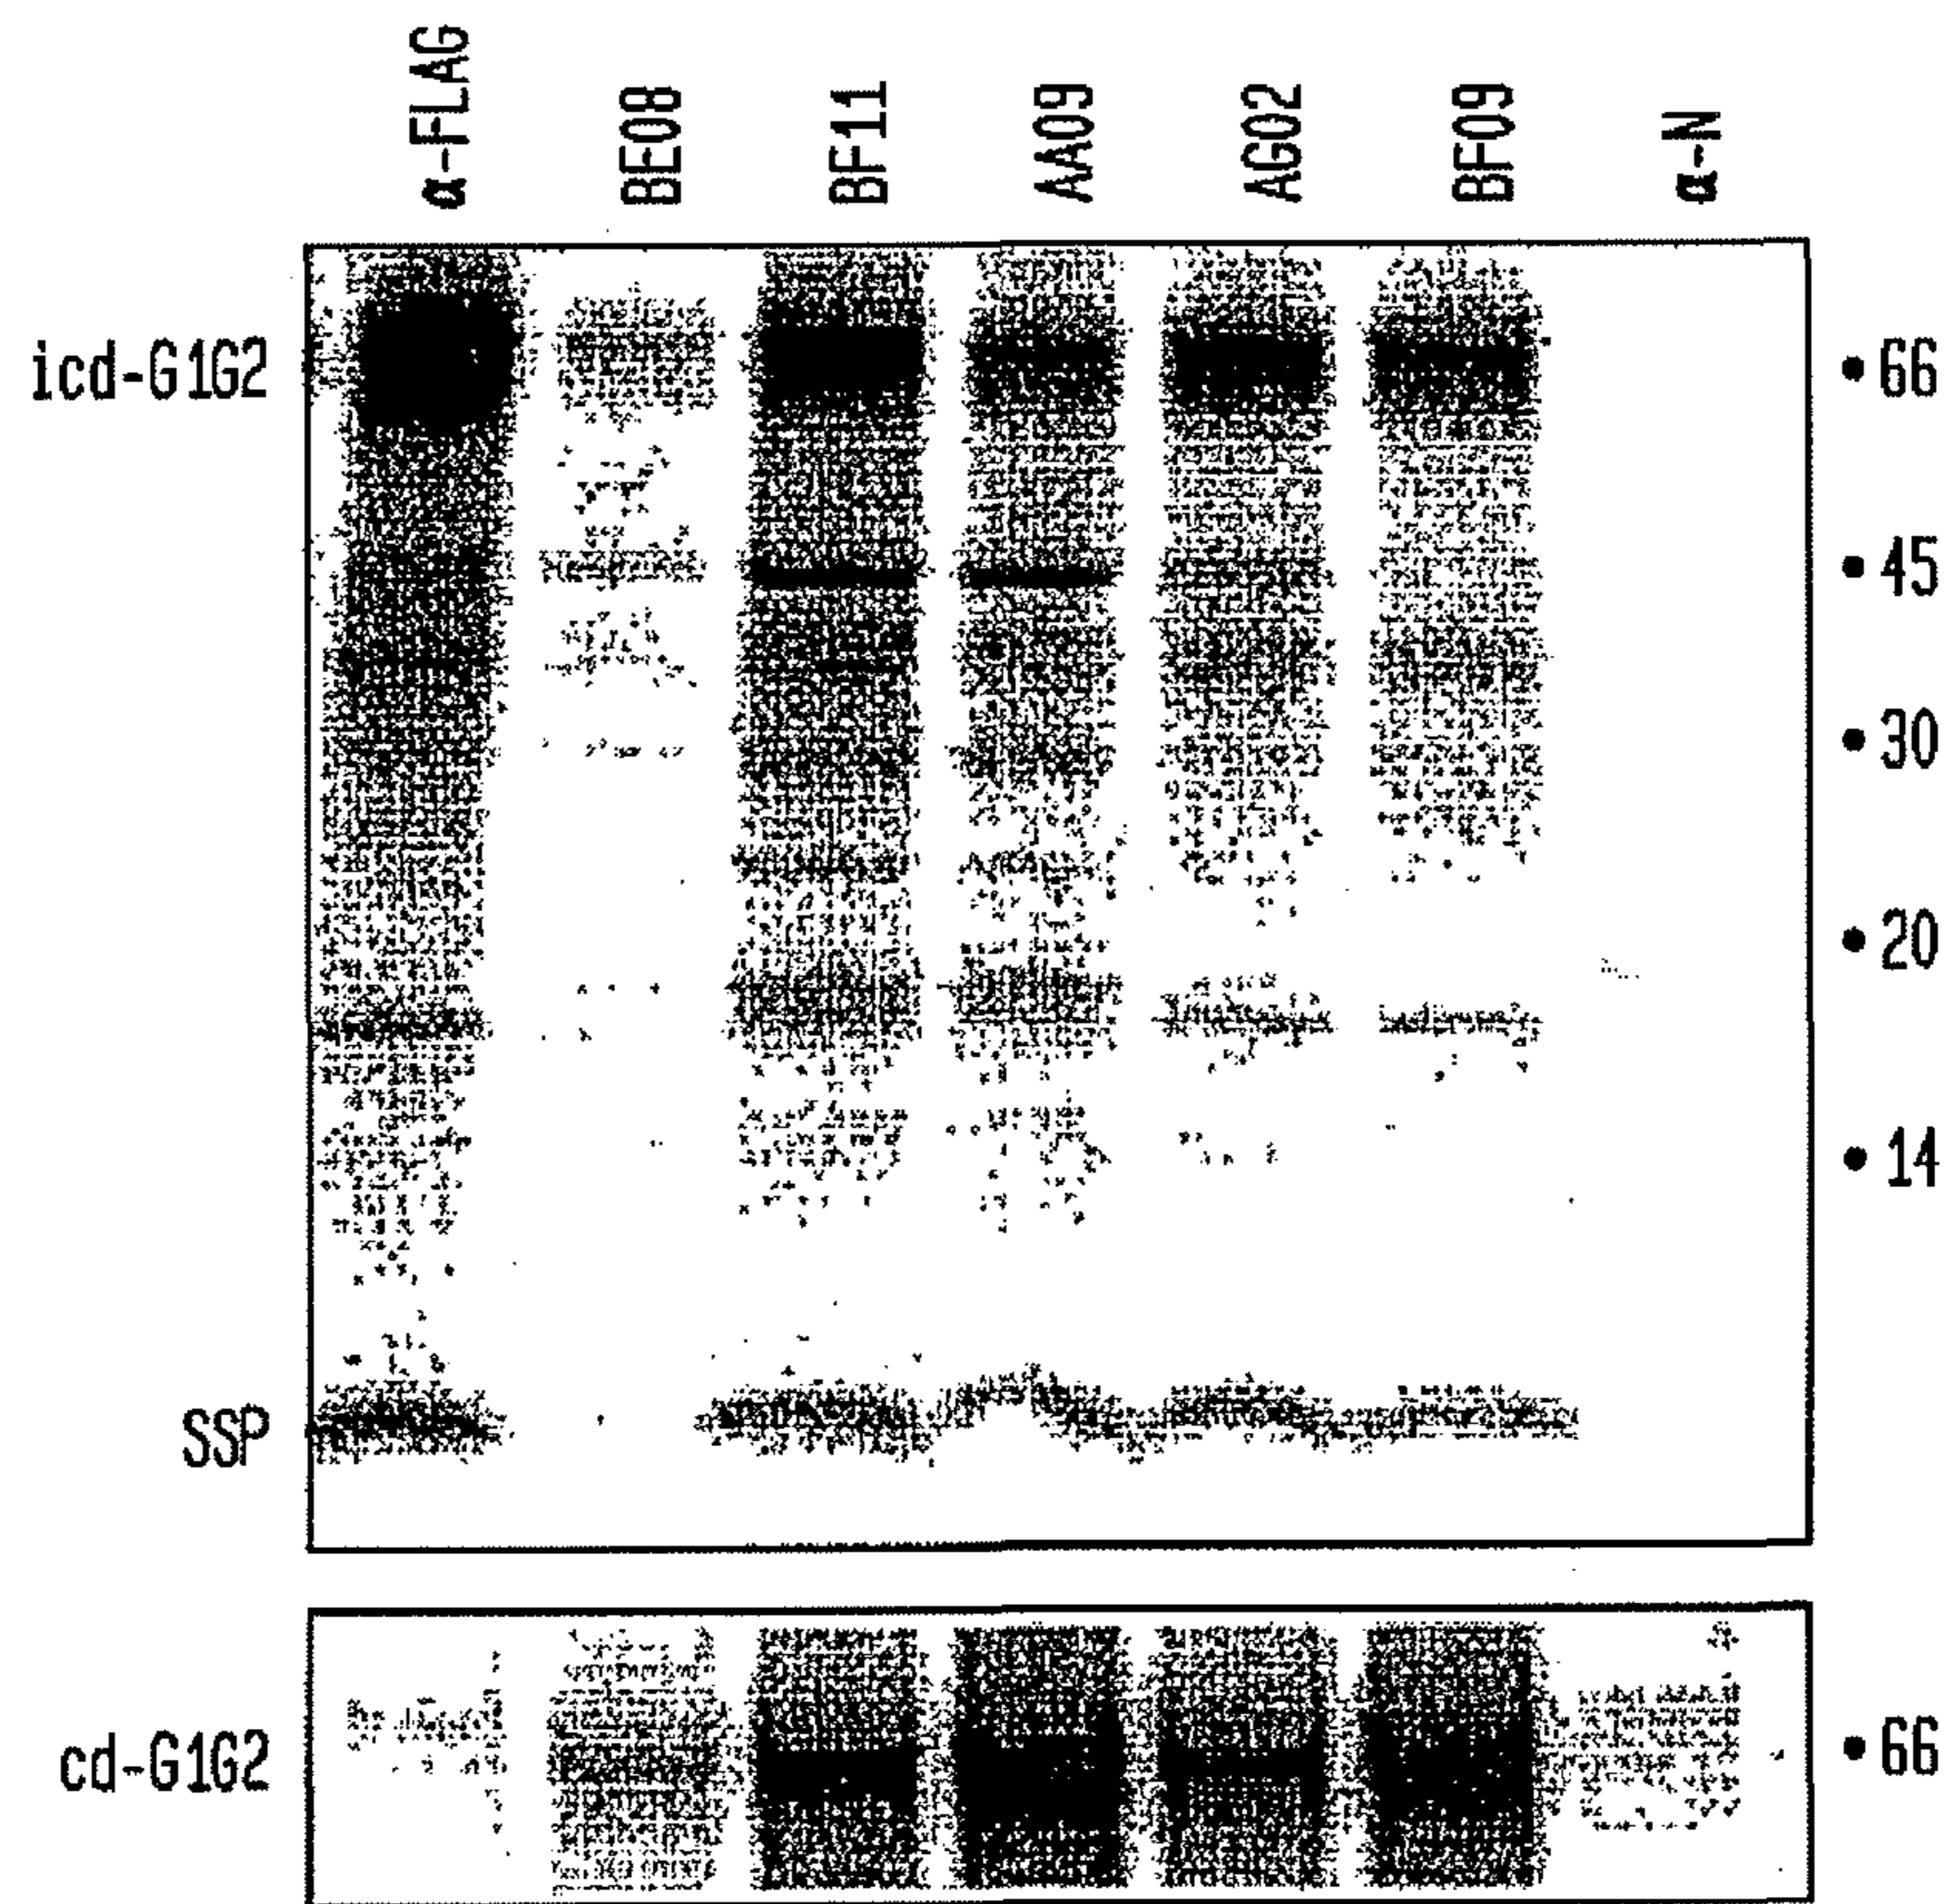 α-FLAG
BE08
BF11
AA09
AG02
BF09
α-N
icd-G1G2
• 66
• 45
• 30
• 20
• 14
SSP
cd-G1G2
• 66